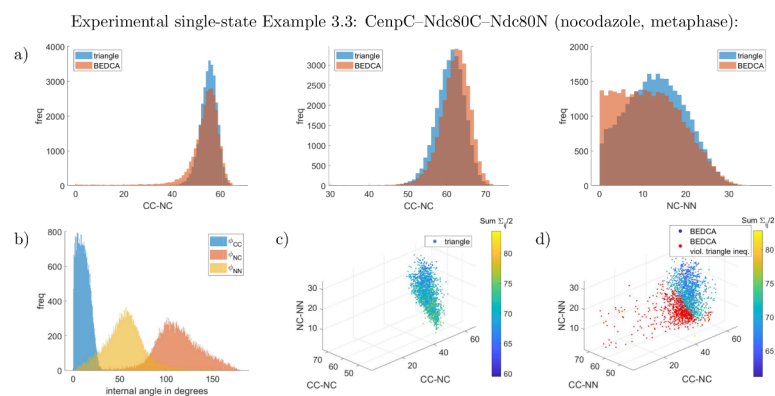 Experimental single-state Example 3.3: CenpC–Ndc80C–Ndc80N (nocodazole, metaphase):
a)
triangle
BEDCA
freq
4000
3000
2000
1000
0
0 20 40 60
CC-NC
triangle
BEDCA
freq
3000
2500
2000
1500
1000
500
0
30 40 50 60 70
CC-NC
triangle
BEDCA
freq
2000
1500
1000
500
0
0 10 20 30
NC-NN
b)
ϕCC
ϕNC
ϕNN
freq
800
600
400
200
0
0 50 100 150
internal angle in degrees
c)
triangle
Sum Σij/2
NC-NN
30
20
10
70
60
50
CC-NC
20
40
60
CC-NC
80
75
70
65
60
d)
BEDCA
BEDCA
viol. triangle ineq.
Sum Σij/2
NC-NN
30
20
10
70
60
50
CC-NN
20
40
60
CC-NC
80
75
70
65
60